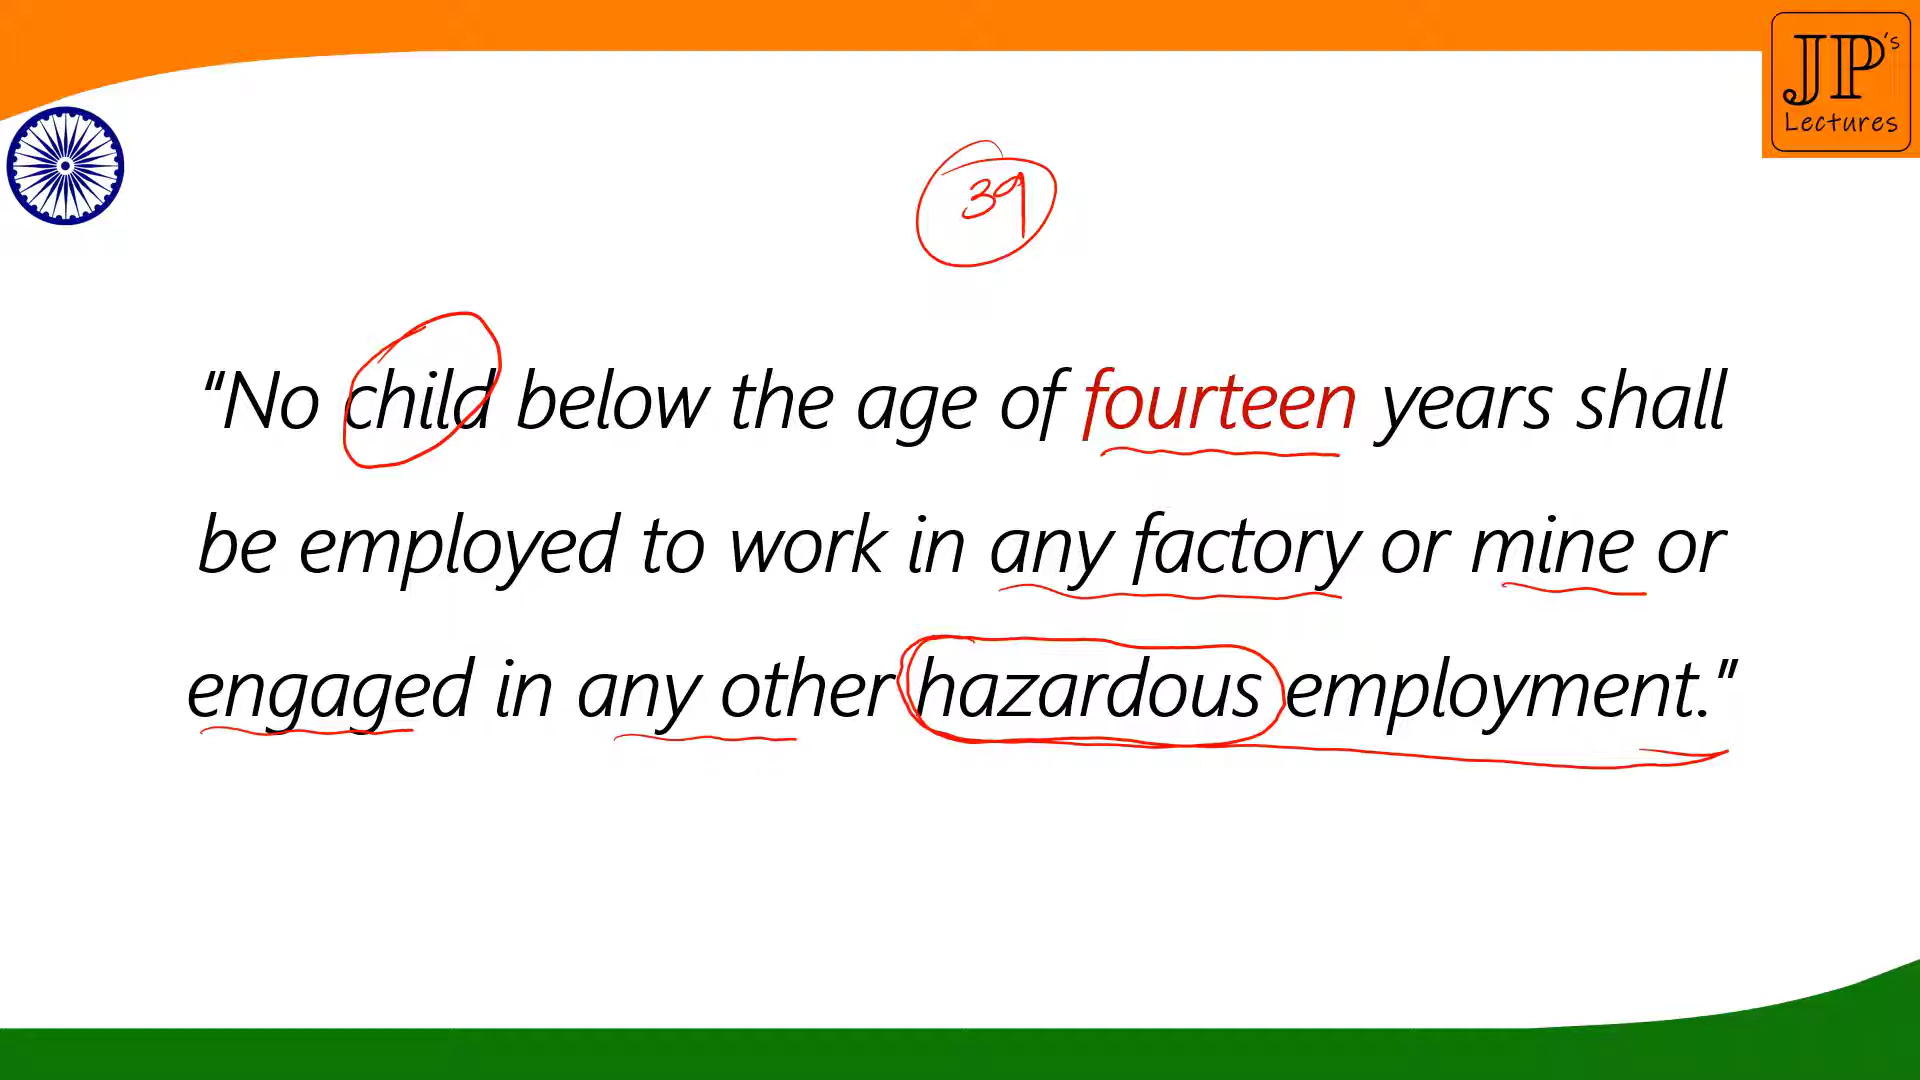 JP's
Lectures
39
"No child below the age of fourteen years shall
be employed to work in any factory or mine or
engaged in any other hazardous employment."